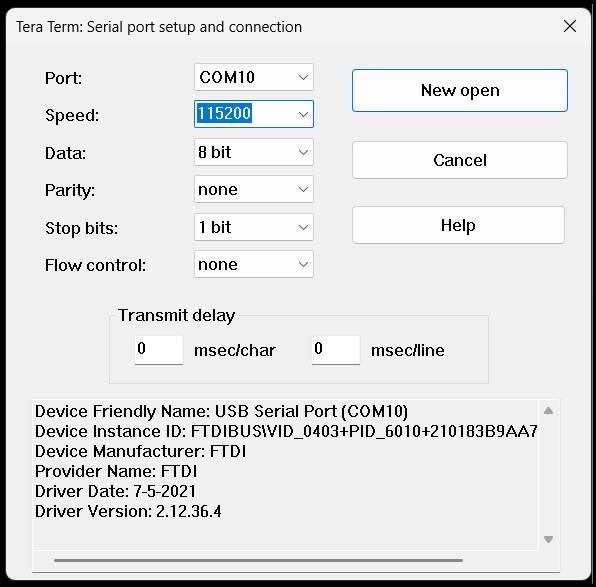 Tera Term: Serial port setup and connection
Port: COM10
New open
Speed: 115200
Data: 8 bit
Cancel
Parity: none
Stop bits: 1 bit
Help
Flow control: none
Transmit delay
0 msec/char 0 msec/line
Device Friendly Name: USB Serial Port (COM10)
Device Instance ID: FTDIBUS\VID_0403+PID_6010+210183B9AA7
Device Manufacturer: FTDI
Provider Name: FTDI
Driver Date: 7-5-2021
Driver Version: 2.12.36.4